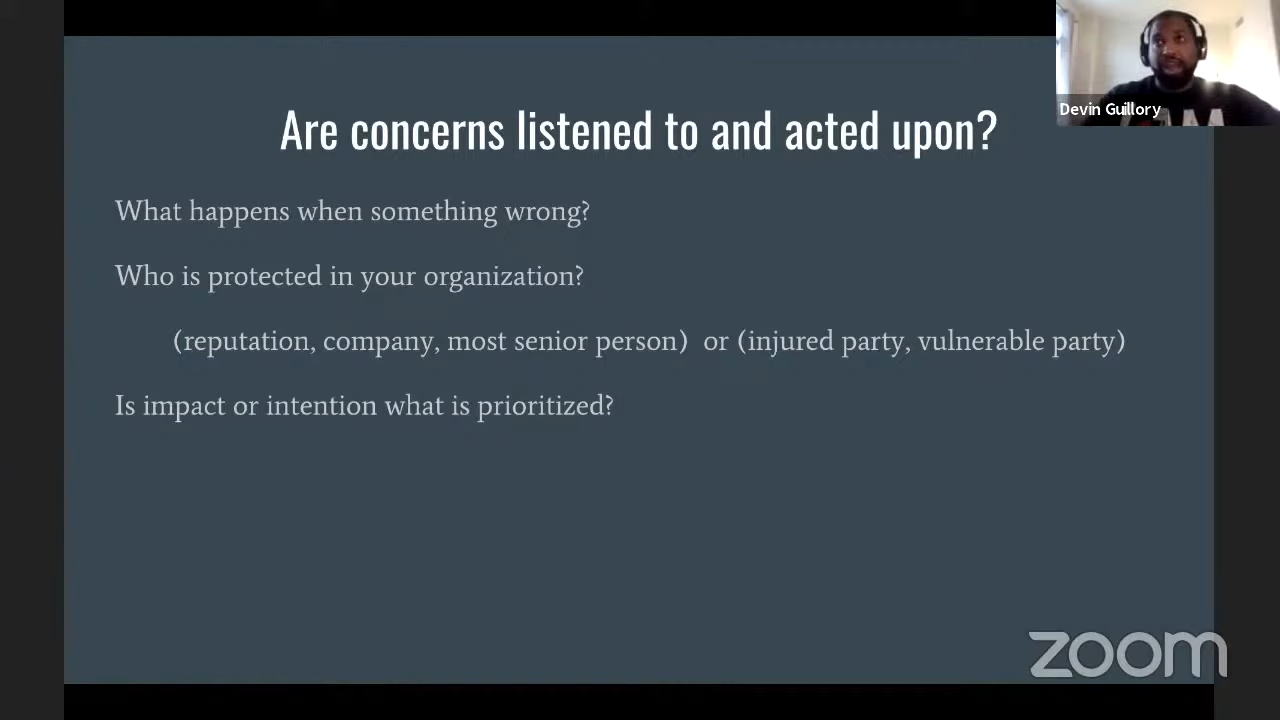 Are concerns listened to and acted upon?
What happens when something wrong?
Who is protected in your organization?
(reputation, company, most senior person) or (injured party, vulnerable party)
Is impact or intention what is prioritized?
Devin Guillory
zoom